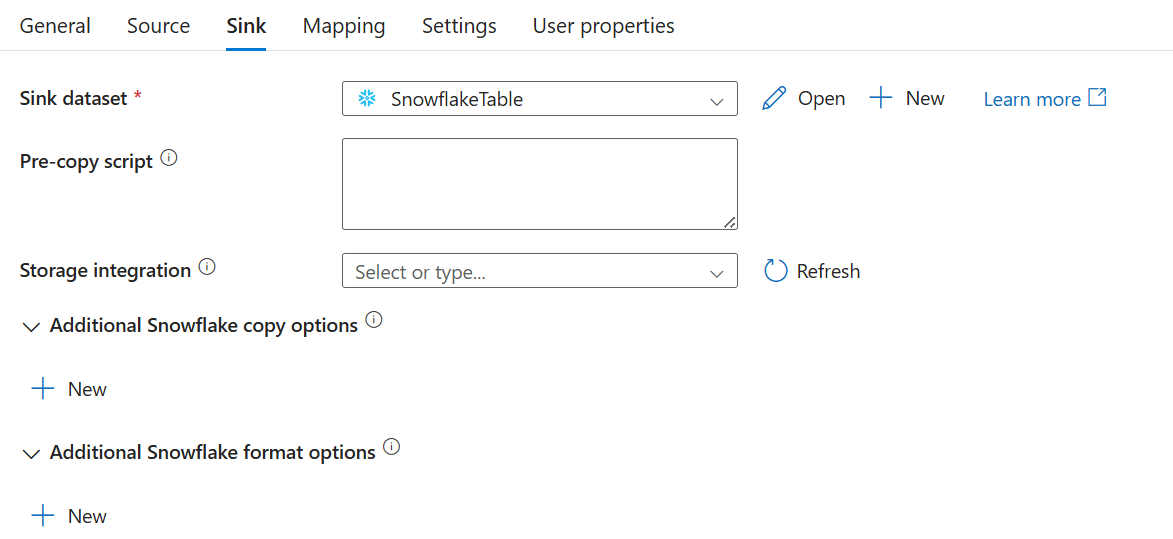 General Source Sink Mapping Settings User properties
Sink dataset * SnowflakeTable Open New Learn more
Pre-copy script
Storage integration Select or type... Refresh
Additional Snowflake copy options
New
Additional Snowflake format options
New